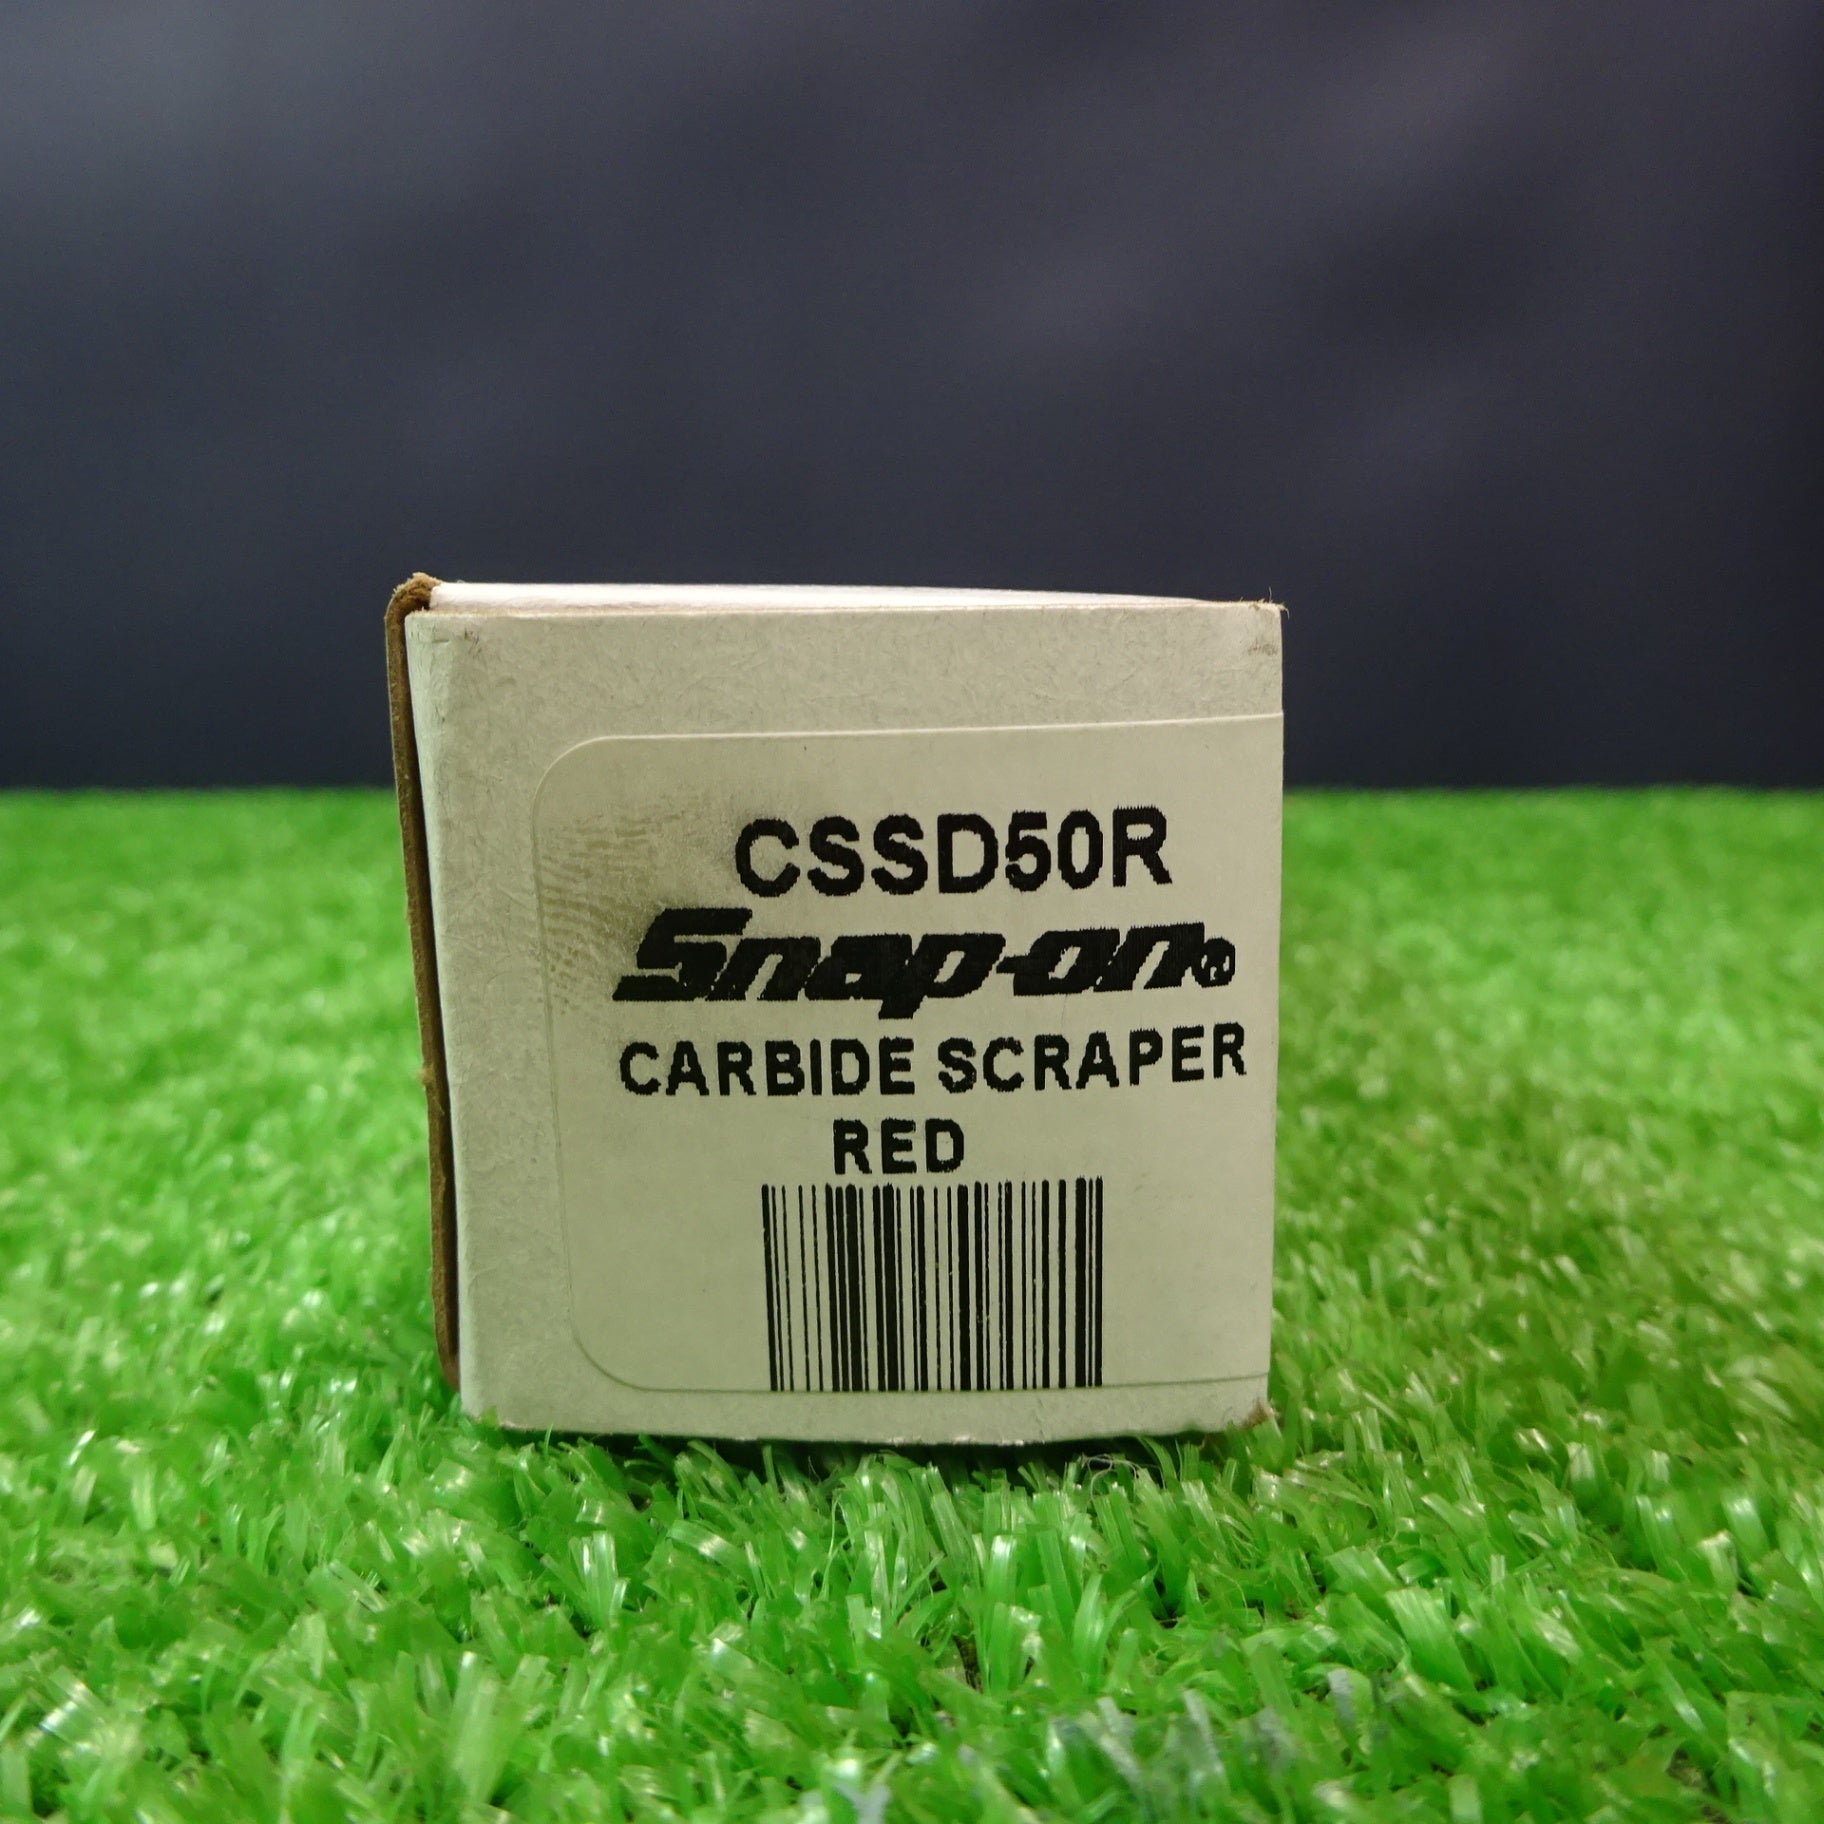 CSSD50R
Snap-on®
CARBIDE SCRAPER
RED